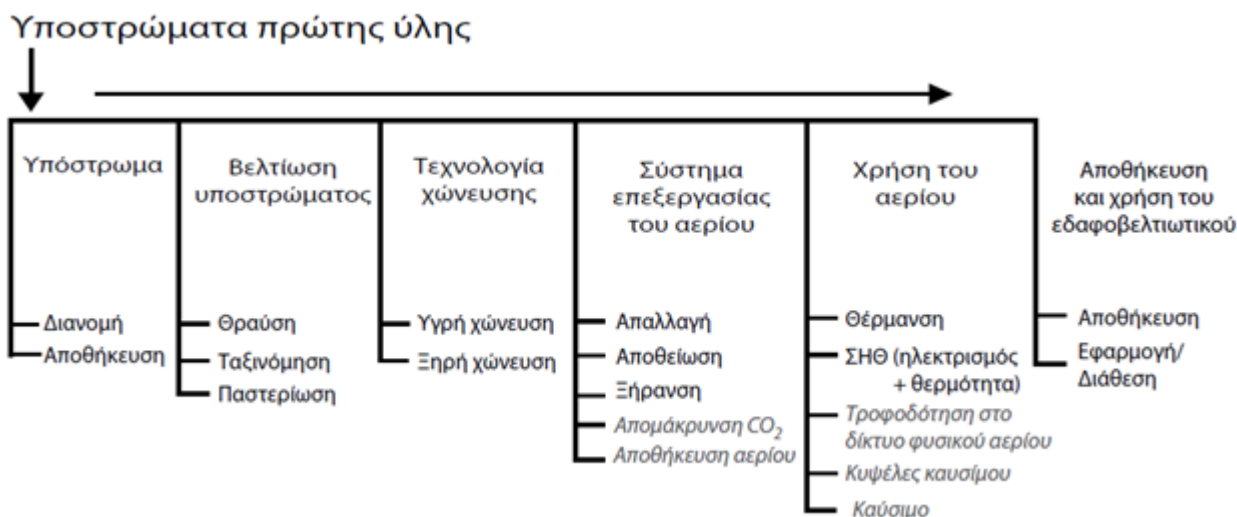 Υποστρώματα πρώτης ύλης
Υπόστρωμα
Διανομή
Αποθήκευση
Βελτίωση
υποστρώματος
Θραύση
Ταξινόμηση
Παστερίωση
Τεχνολογία
χώνευσης
Υγρή χώνευση
Ξηρή χώνευση
Σύστημα
επεξεργασίας
του αερίου
Απαλλαγή
Αποθείωση
Ξήρανση
Απομάκρυνση CO₂
Αποθήκευση αερίου
Χρήση του
αερίου
Θέρμανση
ΣΗΘ (ηλεκτρισμός
+ θερμότητα)
Τροφοδότηση στο
δίκτυο φυσικού αερίου
Κυψέλες καυσίμου
Καύσιμο
Αποθήκευση
και χρήση του
εδαφοβελτιωτικού
Αποθήκευση
Εφαρμογή/
Διάθεση